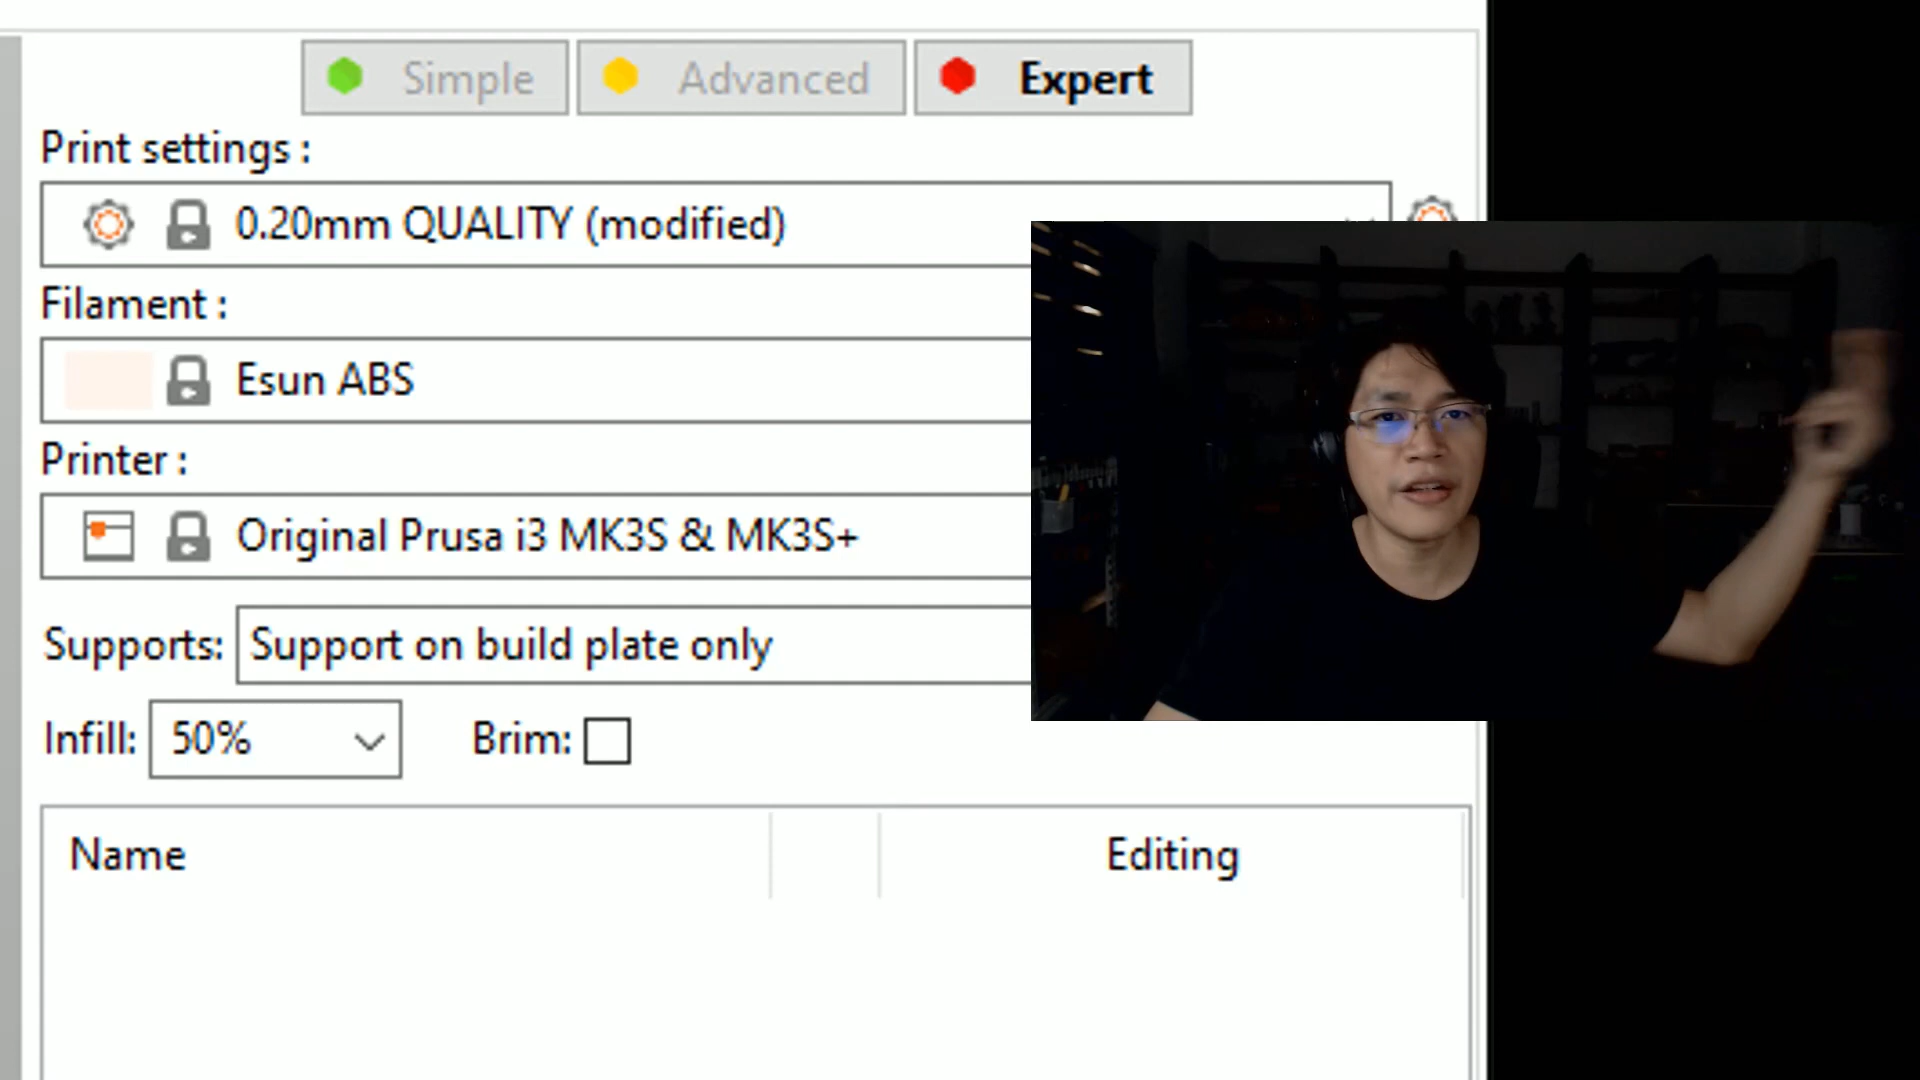 Simple Advanced Expert
Print settings :
0.20mm QUALITY (modified)
Filament :
Esun ABS
Printer :
Original Prusa i3 MK3S & MK3S+
Supports: Support on build plate only
Infill: 50% Brim:
Name Editing